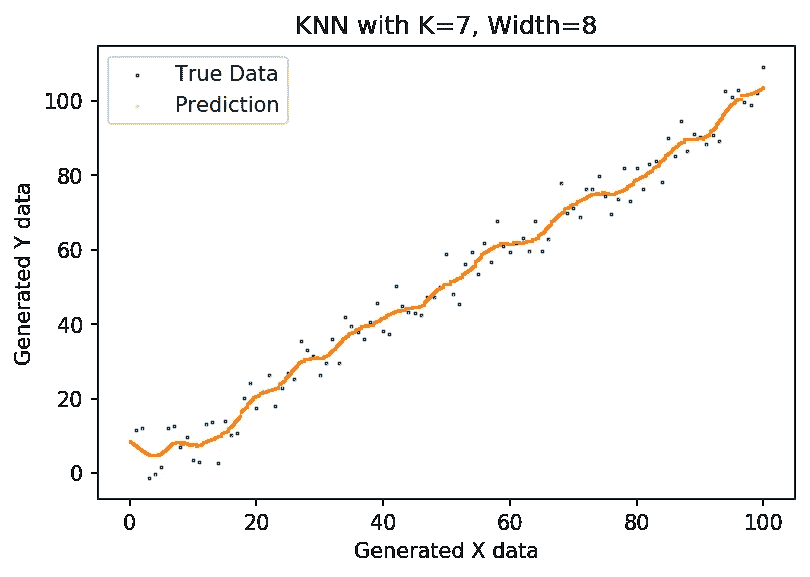 KNN with K=7, Width=8
True Data
Prediction
100
80
60
40
20
0
Generated Y data
0 20 40 60 80 100
Generated X data